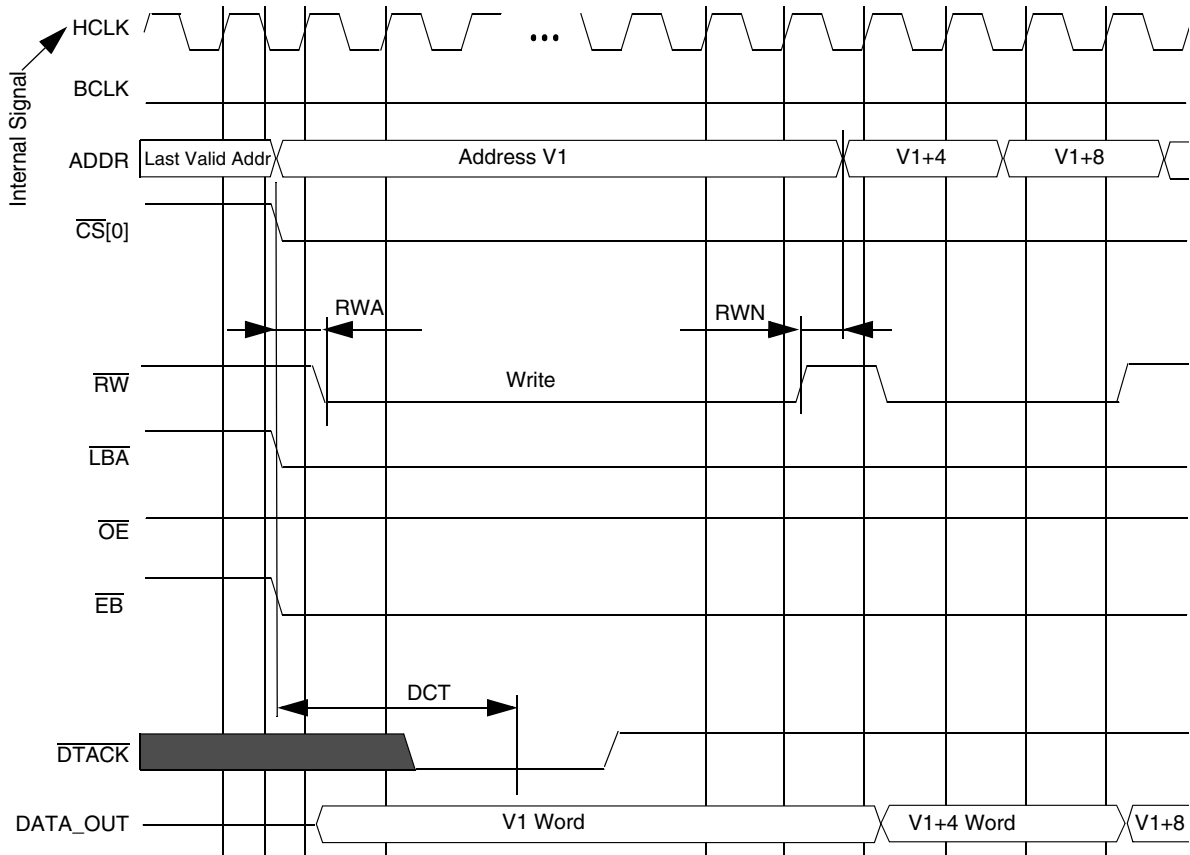 Internal Signal
HCLK
...
BCLK
ADDR Last Valid Addr Address V1 V1+4 V1+8
CS[0]
RWA RWN
RW Write
LBA
OE
EB
DCT
DTACK
DATA_OUT V1 Word V1+4 Word V1+8